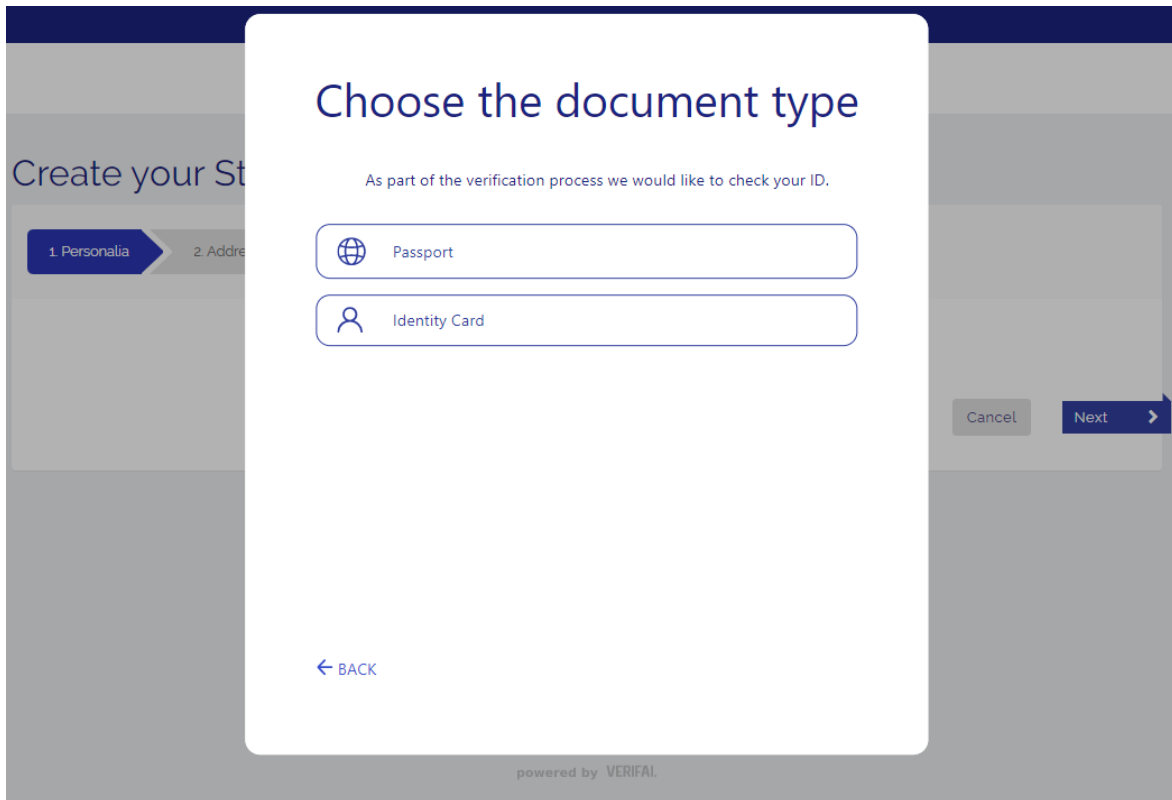 Choose the document type
Create your St
As part of the verification process we would like to check your ID.
1. Personalia
2. Addre
Passport
Identity Card
Cancel
Next
BACK
powered by VERIFAI.